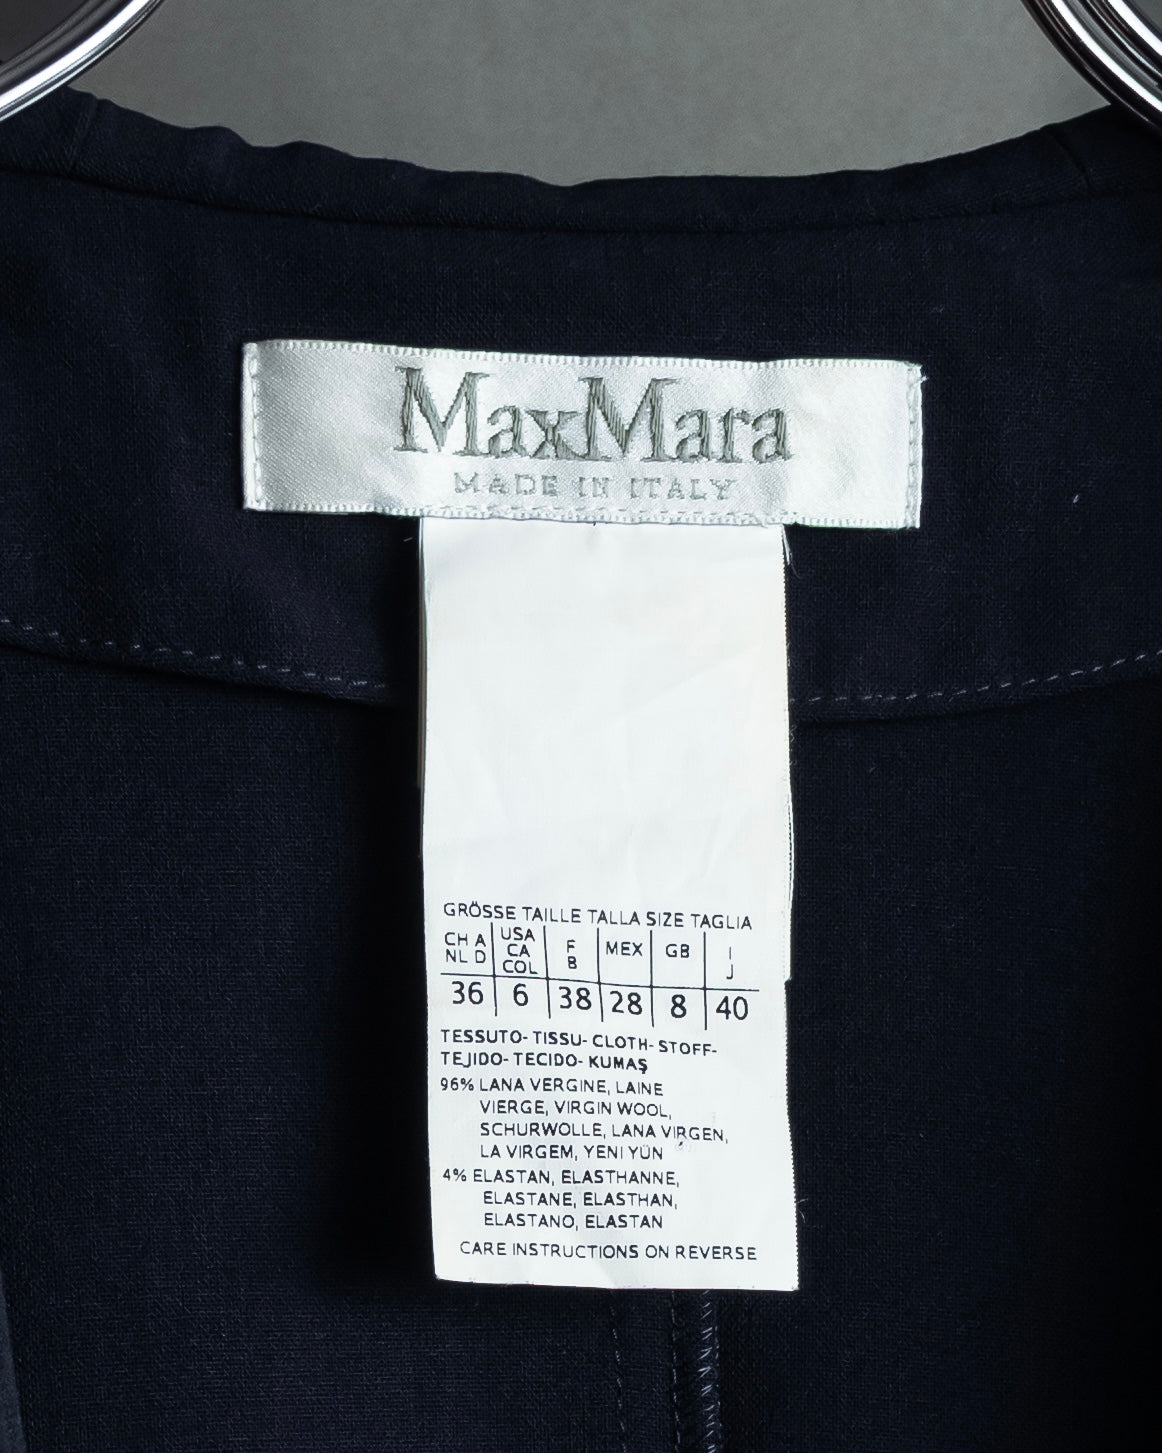 MaxMara
MADE IN ITALY
GRÖSSE TAILLE TALLA SIZE TAGLIA
CH A NL D USA CA COL F B MEX GB I J
36 6 38 28 8 40
TESSUTO-TISSU-CLOTH-STOFF-
TEJIDO-TECIDO-KUMAŞ
96% LANA VERGINE, LAINE
VIERGE, VIRGIN WOOL,
SCHURWOLLE, LANA VIRGEN,
LA VIRGEM, YENI YÜN
4% ELASTAN, ELASTHANNE,
ELASTANE, ELASTHAN,
ELASTANO, ELASTAN
CARE INSTRUCTIONS ON REVERSE